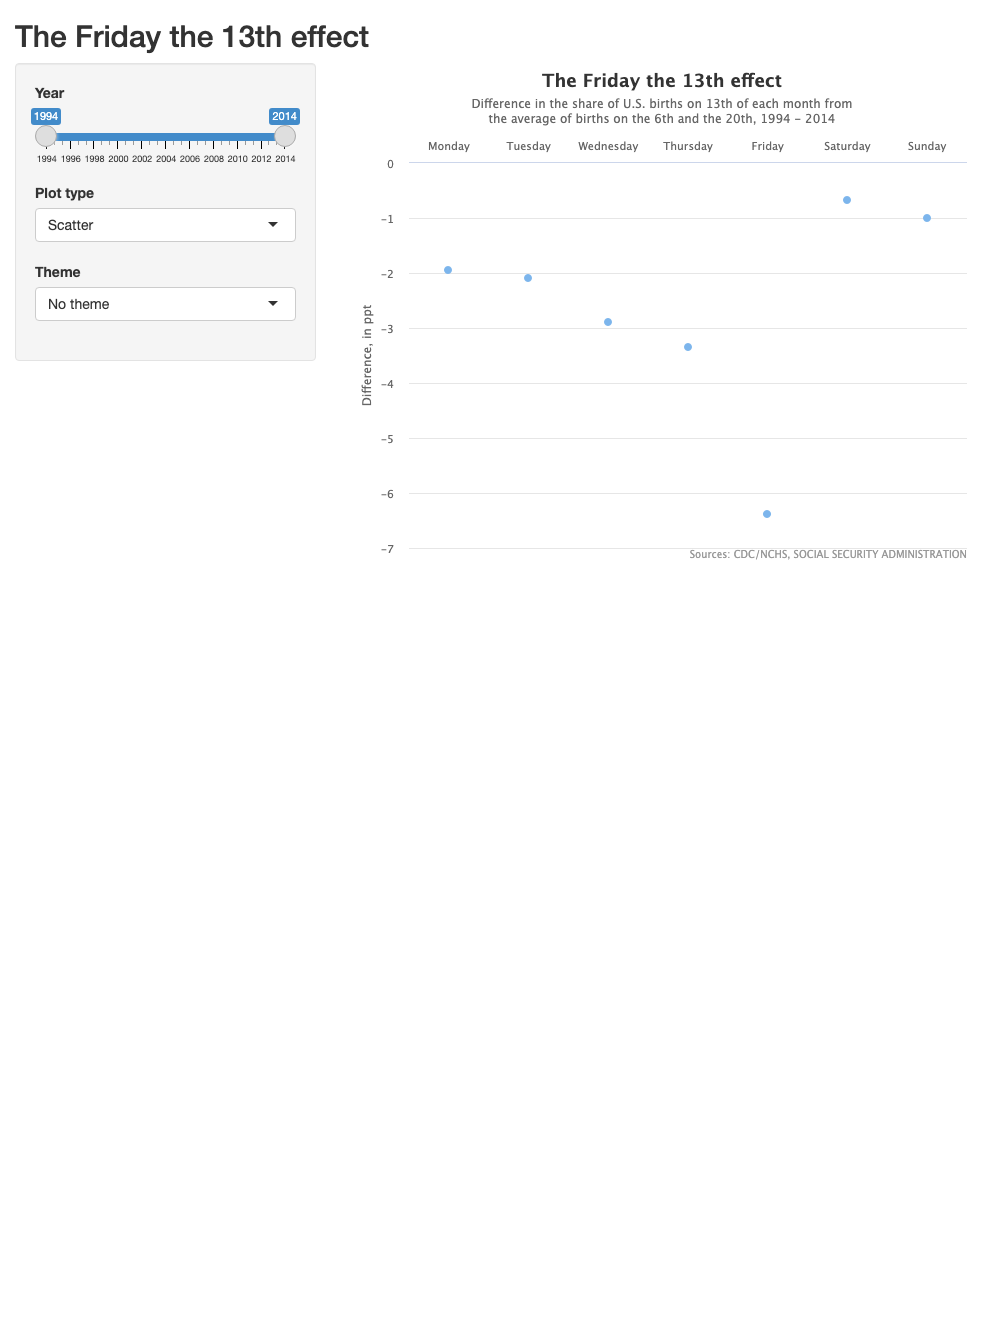 The Friday the 13th effect
Year
1994 2014
1994 1996 1998 2000 2002 2004 2006 2008 2010 2012 2014
Plot type
Scatter
Theme
No theme
The Friday the 13th effect
Difference in the share of U.S. births on 13th of each month from
the average of births on the 6th and the 20th, 1994 – 2014
Monday Tuesday Wednesday Thursday Friday Saturday Sunday
0
-1
-2
-3
-4
-5
-6
-7
Difference, in ppt
Sources: CDC/NCHS, SOCIAL SECURITY ADMINISTRATION